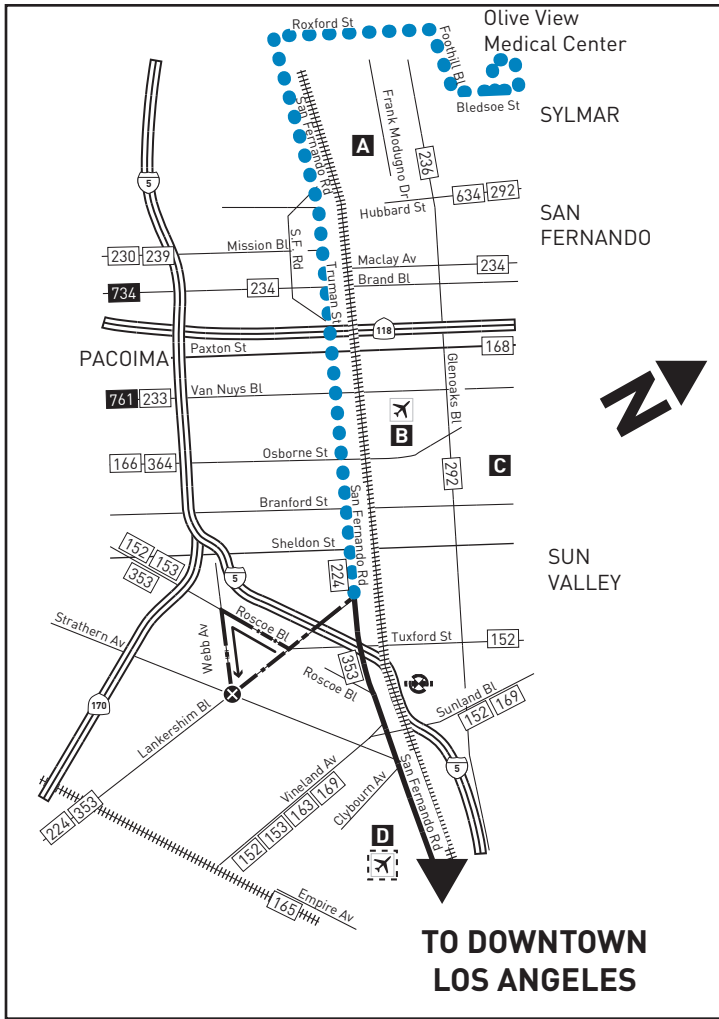 Roxford St
Olive View
Medical Center
Foothill Bl
Bledsoe St
SYLMAR
San Fernando Rd
Frank Modugno Dr
A
236
5
634
292
Hubbard St
SAN
FERNANDO
S.F. Rd
Mission Bl
230
239
Maclay Av
234
Truman St
734
234
Brand Bl
118
PACOIMA
Paxton St
168
Glenoaks Bl
N
761
233
Van Nuys Bl
B
166
364
Osborne St
C
292
San Fernando Rd
Branford St
Sheldon St
SUN
VALLEY
152
153
353
5
224
Roscoe Bl
Strathern Av
Webb Av
Tuxford St
152
353
Roscoe Bl
Sunland Bl
152
169
170
Lankershim Bl
5
San Fernando Rd
Vineland Av
152
153
163
169
Clybourn Av
224
353
D
165
Empire Av
TO DOWNTOWN
LOS ANGELES